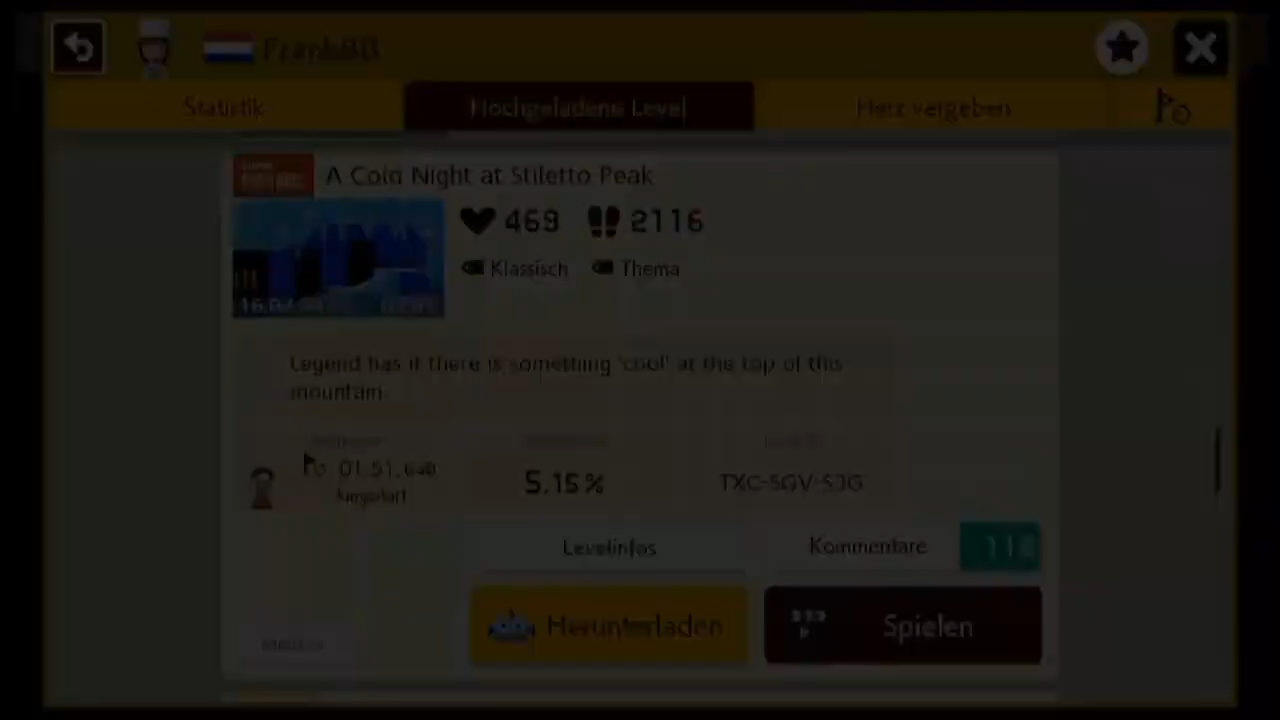 FrankBB
Statistik
Hochgeladene Level
Herz vergeben
A Cold Night at Stiletto Peak
469 2116
Klassisch Thema
Legend has it there is something 'cool' at the top of this
mountain.
01:51.648
5.15%
TXC-SGV-SJG
Levelinfos
Kommentare
Herunterladen
Spielen